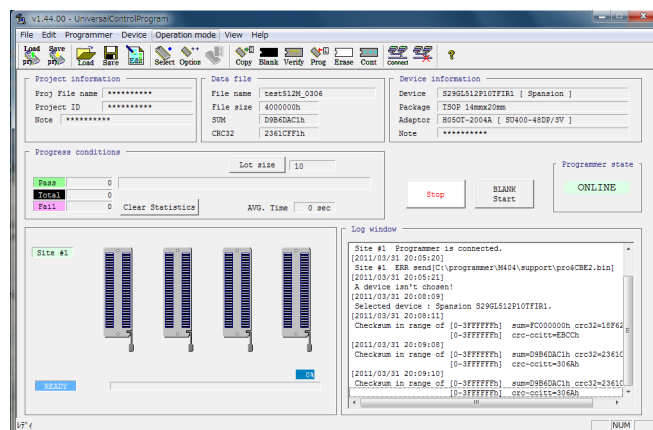 v1.44.00 - UniversalControlProgram
File Edit Programmer Device Operation mode View Help
Load prj Save prj Load Save Edit Select Option Copy Blank Verify Prog Erase Cont Connect
Project information
Proj File name **********
Project ID **********
Note **********
Data file
File name test512M_0306
File size 4000000h
SUM D9B6DAC1h
CRC32 2361CFF1h
Device information
Device S29GL512P10TFIR1 [ Spansion ]
Package TSOP 14mmx20mm
Adaptor H050T-2004A [ SU400-48DP/3V ]
Note **********
Progress conditions
Lot size 10
Pass 0
Total 0
Fail 0
Clear Statistics
AVG. Time 0 sec
Stop
BLANK Start
Programmer state
ONLINE
Site #1
0%
READY
Log window
Site #1 Programmer is connected.
[2011/03/31 20:05:20]
Site #1 ERR send[C:\programmer\M404\support\pro6CBE2.bin]
[2011/03/31 20:05:21]
A device isn't chosen!
[2011/03/31 20:08:09]
Selected device : Spansion S29GL512P10TFIR1.
[2011/03/31 20:08:11]
Checksum in range of [0-3FFFFFFh] sum=FC000000h crc32=18F62
[0-3FFFFFFh] crc-ccitt=EBCCh
[2011/03/31 20:09:08]
Checksum in range of [0-3FFFFFFh] sum=D9B6DAC1h crc32=2361C
[0-3FFFFFFh] crc-ccitt=306Ah
[2011/03/31 20:09:10]
Checksum in range of [0-3FFFFFFh] sum=D9B6DAC1h crc32=2361C
[0-3FFFFFFh] crc-ccitt=306Ah
ﾚﾃﾞｨ
NUM